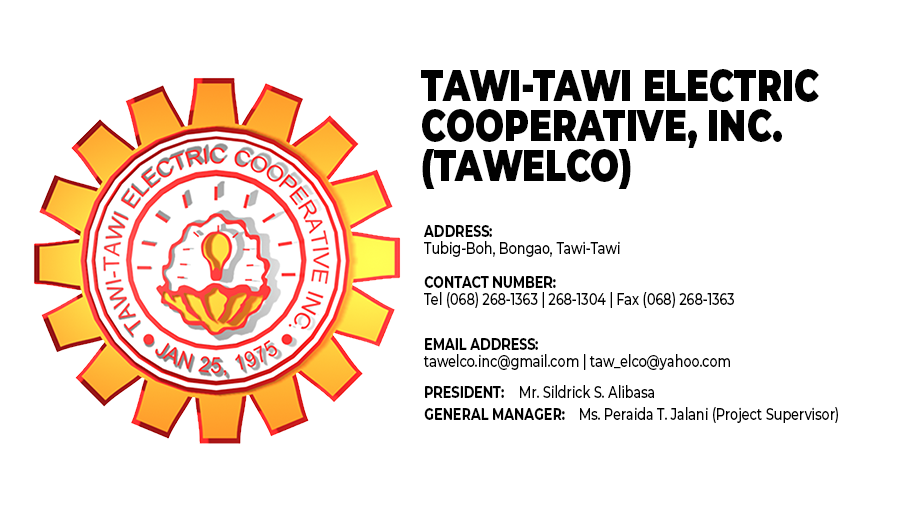 TAWI-TAWI ELECTRIC COOPERATIVE INC.
JAN 25, 1975
TAWI-TAWI ELECTRIC
COOPERATIVE, INC.
(TAWELCO)
ADDRESS:
Tubig-Boh, Bongao, Tawi-Tawi
CONTACT NUMBER:
Tel (068) 268-1363 | 268-1304 | Fax (068) 268-1363
EMAIL ADDRESS:
tawelco.inc@gmail.com | taw_elco@yahoo.com
PRESIDENT: Mr. Sildrick S. Alibasa
GENERAL MANAGER: Ms. Peraida T. Jalani (Project Supervisor)